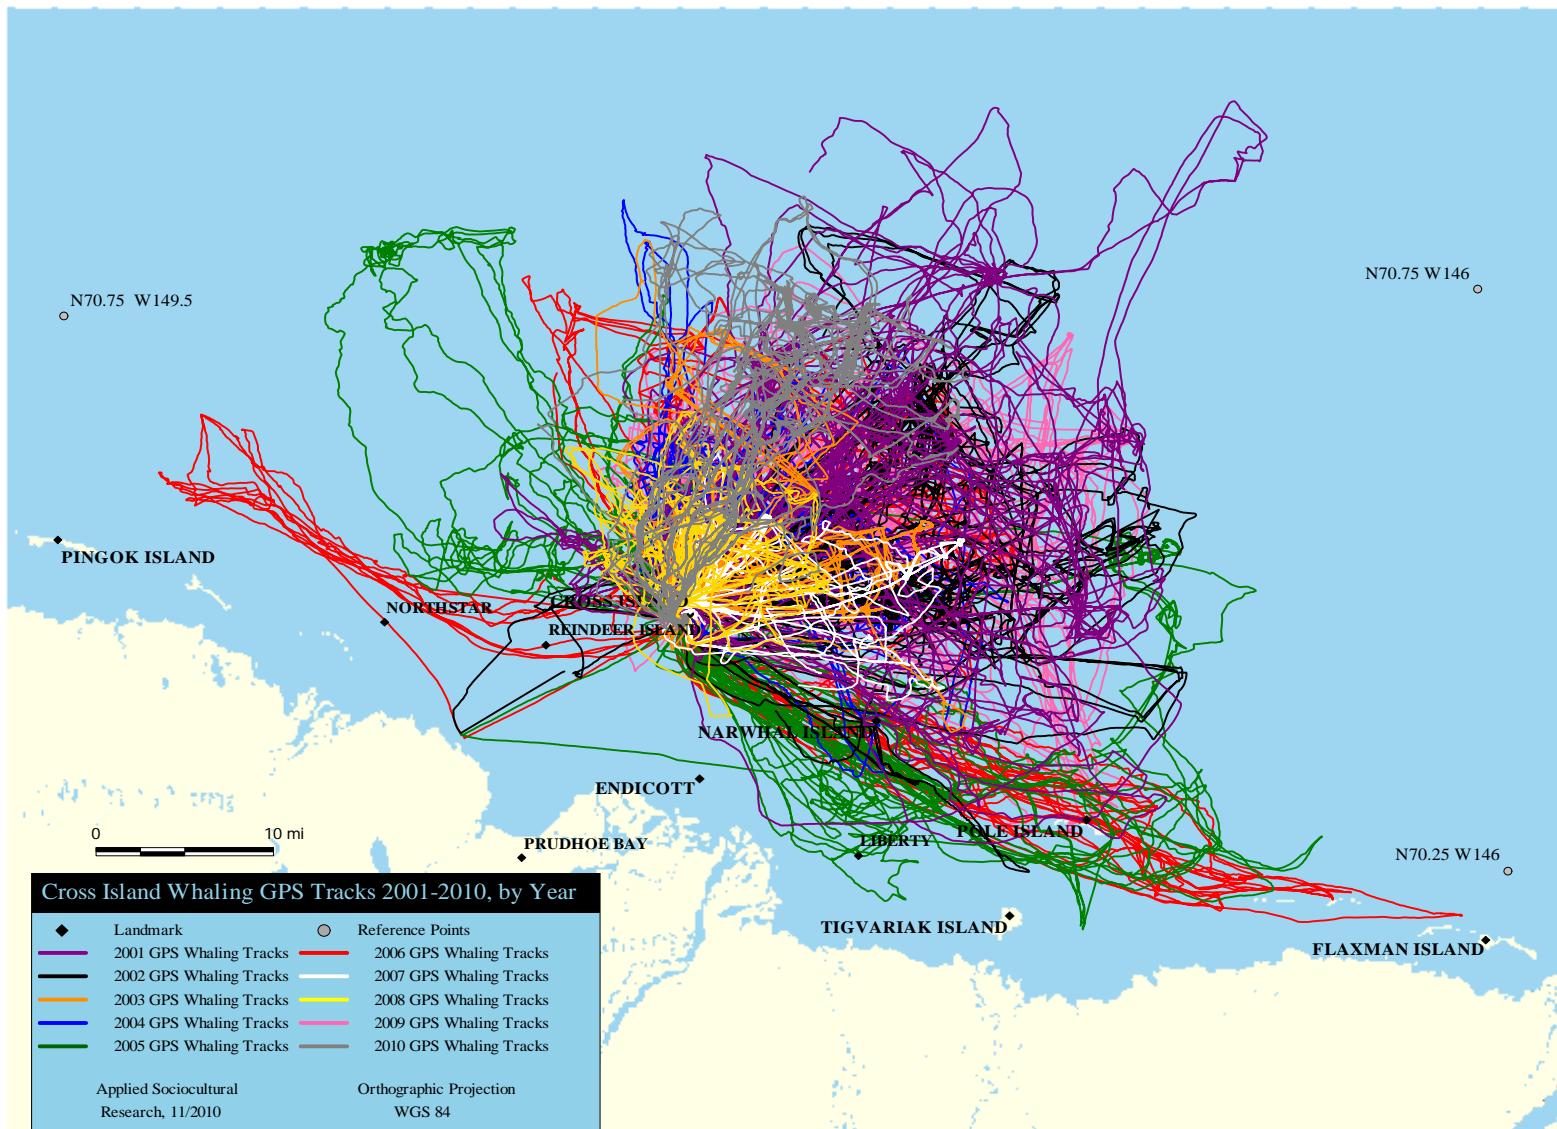 N70.75 W146
N70.75 W149.5
PINGOK ISLAND
NORTHSTAR
CROSS ISLAND
REINDEER ISLAND
NARWHAL ISLAND
ENDICOTT
0 10 mi
PRUDHOE BAY
POLE ISLAND
LIBERTY
N70.25 W146
TIGVARIAK ISLAND
FLAXMAN ISLAND
Cross Island Whaling GPS Tracks 2001-2010, by Year
Landmark Reference Points
2001 GPS Whaling Tracks 2006 GPS Whaling Tracks
2002 GPS Whaling Tracks 2007 GPS Whaling Tracks
2003 GPS Whaling Tracks 2008 GPS Whaling Tracks
2004 GPS Whaling Tracks 2009 GPS Whaling Tracks
2005 GPS Whaling Tracks 2010 GPS Whaling Tracks
Applied Sociocultural Orthographic Projection
Research, 11/2010 WGS 84